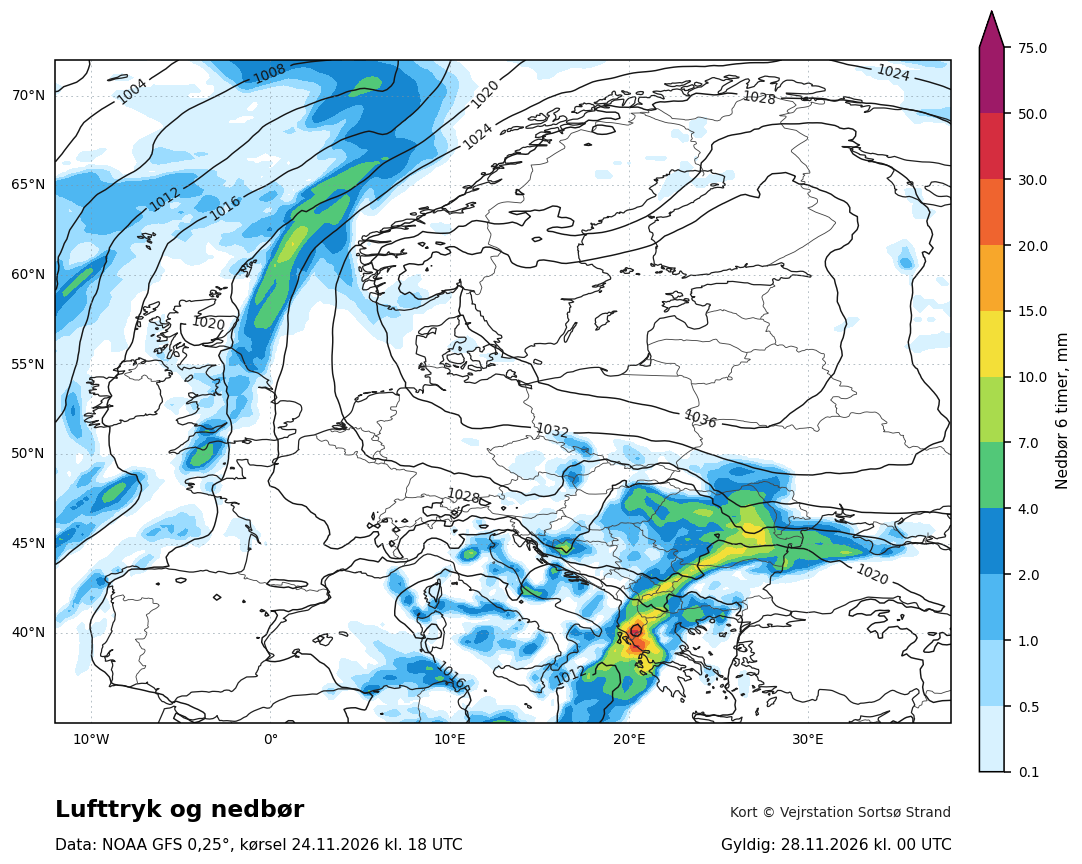 75.0
50.0
30.0
20.0
15.0
10.0
7.0
4.0
2.0
1.0
0.5
0.1
Nedbør 6 timer, mm
70°N
65°N
60°N
55°N
50°N
45°N
40°N
10°W
0°
10°E
20°E
30°E
1004
1008
1020
1024
1024
1028
1012
1016
1020
1036
1032
1028
1020
1016
1012
Lufttryk og nedbør
Kort © Vejrstation Sortsø Strand
Data: NOAA GFS 0,25°, kørsel 24.11.2026 kl. 18 UTC
Gyldig: 28.11.2026 kl. 00 UTC